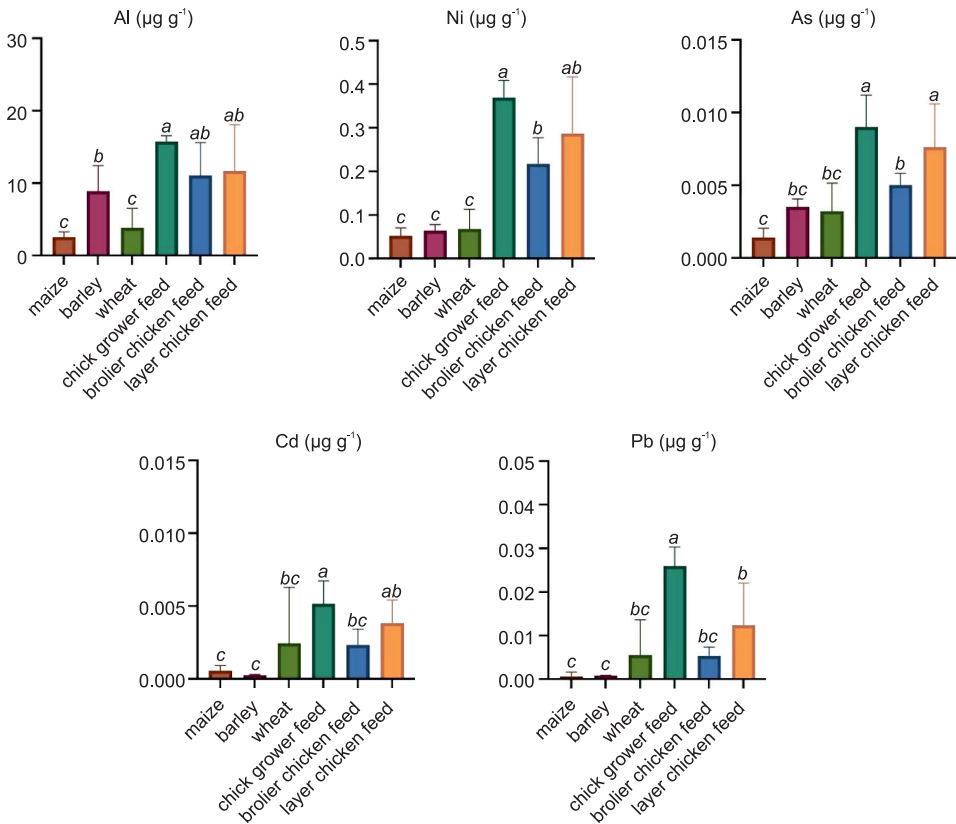 Al (µg g⁻¹)
30
20
10
0
c
b
c
a
ab
ab
maize
barley
wheat
chick grower feed
brolier chicken feed
layer chicken feed
Ni (µg g⁻¹)
0.5
0.4
0.3
0.2
0.1
0.0
c
c
c
a
b
ab
maize
barley
wheat
chick grower feed
brolier chicken feed
layer chicken feed
As (µg g⁻¹)
0.015
0.010
0.005
0.000
c
bc
bc
a
b
a
maize
barley
wheat
chick grower feed
brolier chicken feed
layer chicken feed
Cd (µg g⁻¹)
0.015
0.010
0.005
0.000
c
c
bc
a
bc
ab
maize
barley
wheat
chick grower feed
brolier chicken feed
layer chicken feed
Pb (µg g⁻¹)
0.05
0.04
0.03
0.02
0.01
0.00
c
c
bc
a
bc
b
maize
barley
wheat
chick grower feed
brolier chicken feed
layer chicken feed